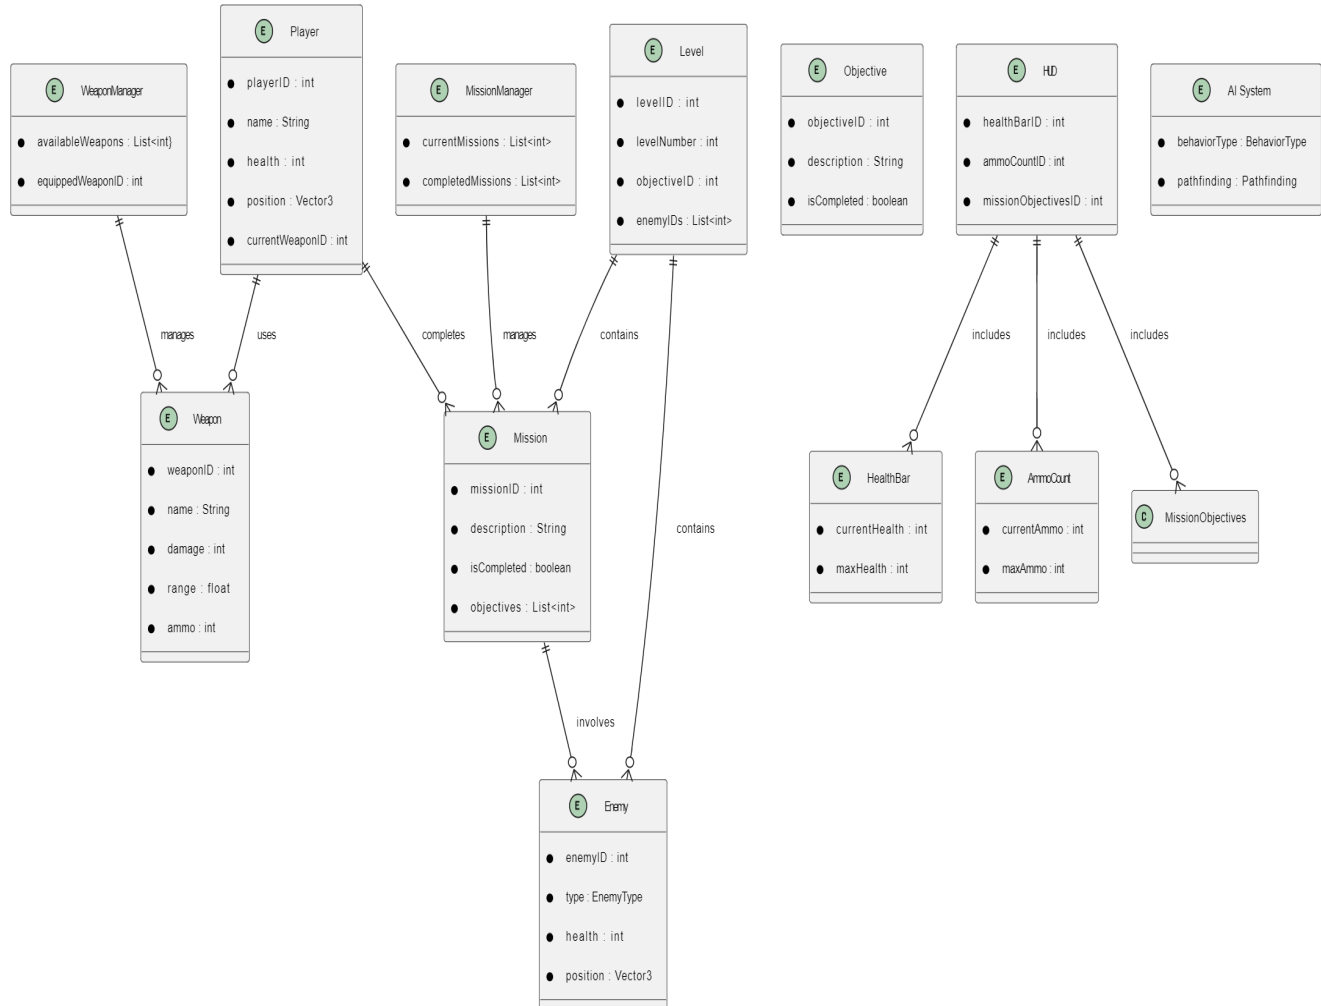 E Player
playerID : int
name : String
health : int
position : Vector3
currentWeaponID : int
E WeaponManager
availableWeapons : List<int}
equippedWeaponID : int
E MissionManager
currentMissions : List<int>
completedMissions : List<int>
E Level
levelID : int
levelNumber : int
objectiveID : int
enemyIDs : List<int>
E Objective
objectiveID : int
description : String
isCompleted : boolean
E HUD
healthBarID : int
ammoCountID : int
missionObjectivesID : int
E AI System
behaviorType : BehaviorType
pathfinding : Pathfinding
manages
uses
completes
manages
contains
includes
includes
includes
E Weapon
weaponID : int
name : String
damage : int
range : float
ammo : int
E Mission
missionID : int
description : String
isCompleted : boolean
objectives : List<int>
contains
E HealthBar
currentHealth : int
maxHealth : int
E AmmoCount
currentAmmo : int
maxAmmo : int
C MissionObjectives
involves
E Enemy
enemyID : int
type : EnemyType
health : int
position : Vector3